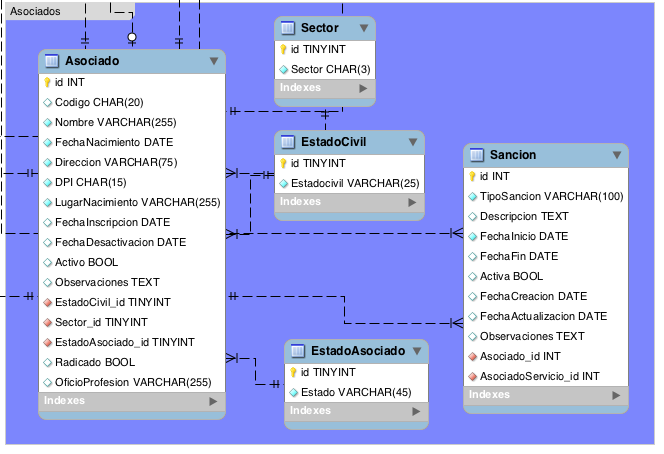 Asociados
Asociado
id INT
Codigo CHAR(20)
Nombre VARCHAR(255)
FechaNacimiento DATE
Direccion VARCHAR(75)
DPI CHAR(15)
LugarNacimiento VARCHAR(255)
FechaInscripcion DATE
FechaDesactivacion DATE
Activo BOOL
Observaciones TEXT
EstadoCivil_id TINYINT
Sector_id TINYINT
EstadoAsociado_id TINYINT
Radicado BOOL
OficioProfesion VARCHAR(255)
Indexes
Sector
id TINYINT
Sector CHAR(3)
Indexes
EstadoCivil
id TINYINT
Estadocivil VARCHAR(25)
Indexes
EstadoAsociado
id TINYINT
Estado VARCHAR(45)
Indexes
Sancion
id INT
TipoSancion VARCHAR(100)
Descripcion TEXT
FechaInicio DATE
FechaFin DATE
Activa BOOL
FechaCreacion DATE
FechaActualizacion DATE
Observaciones TEXT
Asociado_id INT
AsociadoServicio_id INT
Indexes